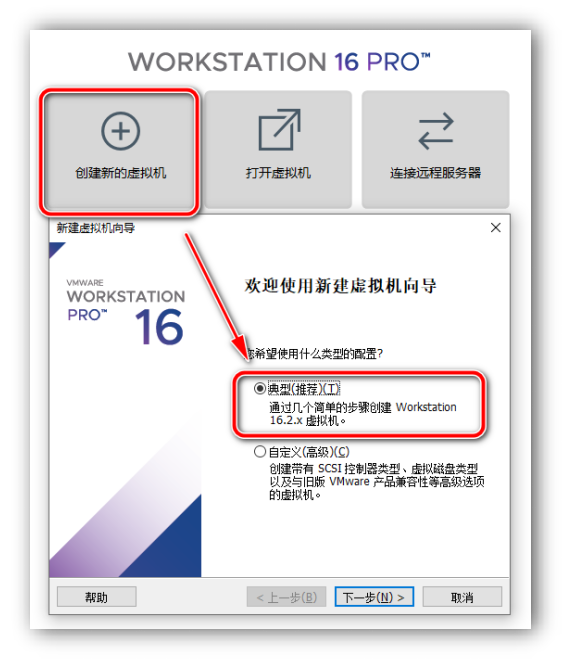 WORKSTATION 16 PRO™
创建新的虚拟机
打开虚拟机
连接远程服务器
新建虚拟机向导
VMWARE
WORKSTATION
PRO™ 16
欢迎使用新建虚拟机向导
希望使用什么类型的配置?
典型(推荐)(T)
通过几个简单的步骤创建 Workstation
16.2.x 虚拟机。
自定义(高级)(C)
创建带有 SCSI 控制器类型、虚拟磁盘类型
以及与旧版 VMware 产品兼容性等高级选项
的虚拟机。
帮助
< 上一步(B)
下一步(N) >
取消